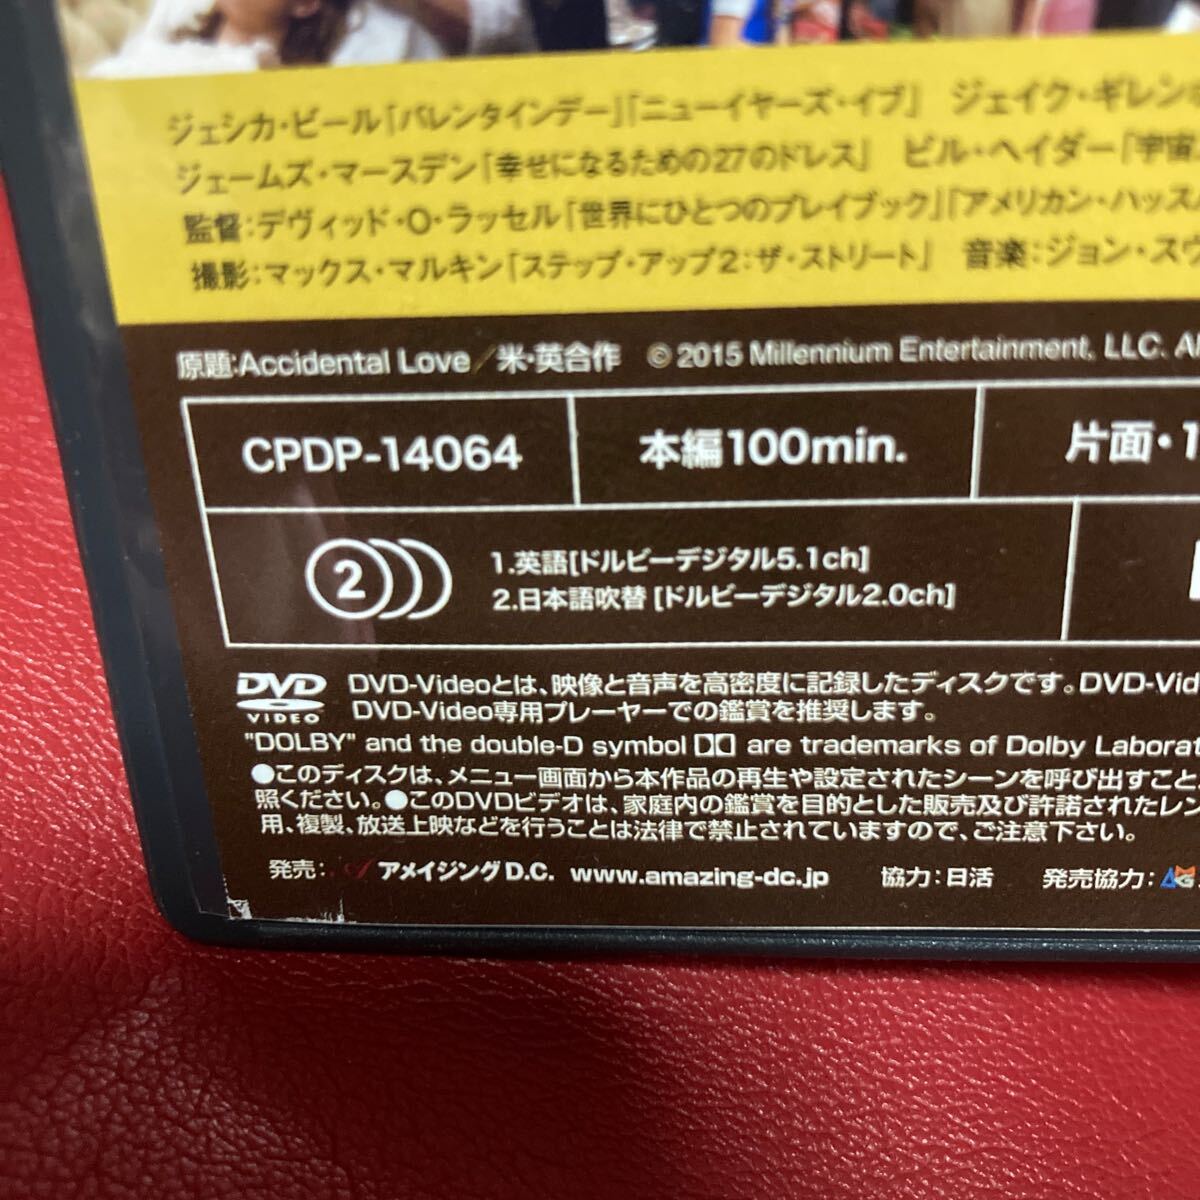 ジェシカ・ビール「バレンタインデー」「ニューイヤーズ・イブ」 ジェイク・ギレン
ジェームズ・マースデン「幸せになるための27のドレス」 ビル・ヘイダー「宇宙
監督:デヴィッド・O・ラッセル「世界にひとつのプレイブック」「アメリカン・ハッス
撮影:マックス・マルキン「ステップ・アップ2:ザ・ストリート」 音楽:ジョン・スウ
原題:Accidental Love/米・英合作 © 2015 Millennium Entertainment, LLC. Al
CPDP-14064 本編100min. 片面・1
2 1.英語[ドルビーデジタル5.1ch]
2.日本語吹替 [ドルビーデジタル2.0ch]
DVD VIDEO DVD-Videoとは、映像と音声を高密度に記録したディスクです。DVD-Vid
DVD-Video専用プレーヤーでの鑑賞を推奨します。
"DOLBY" and the double-D symbol are trademarks of Dolby Laborat
●このディスクは、メニュー画面から本作品の再生や設定されたシーンを呼び出すこと
照ください。●このDVDビデオは、家庭内の鑑賞を目的とした販売及び許諾されたレン
用、複製、放送上映などを行うことは法律で禁止されていますので、ご注意下さい。
発売: アメイジングD.C. www.amazing-dc.jp 協力:日活 発売協力: